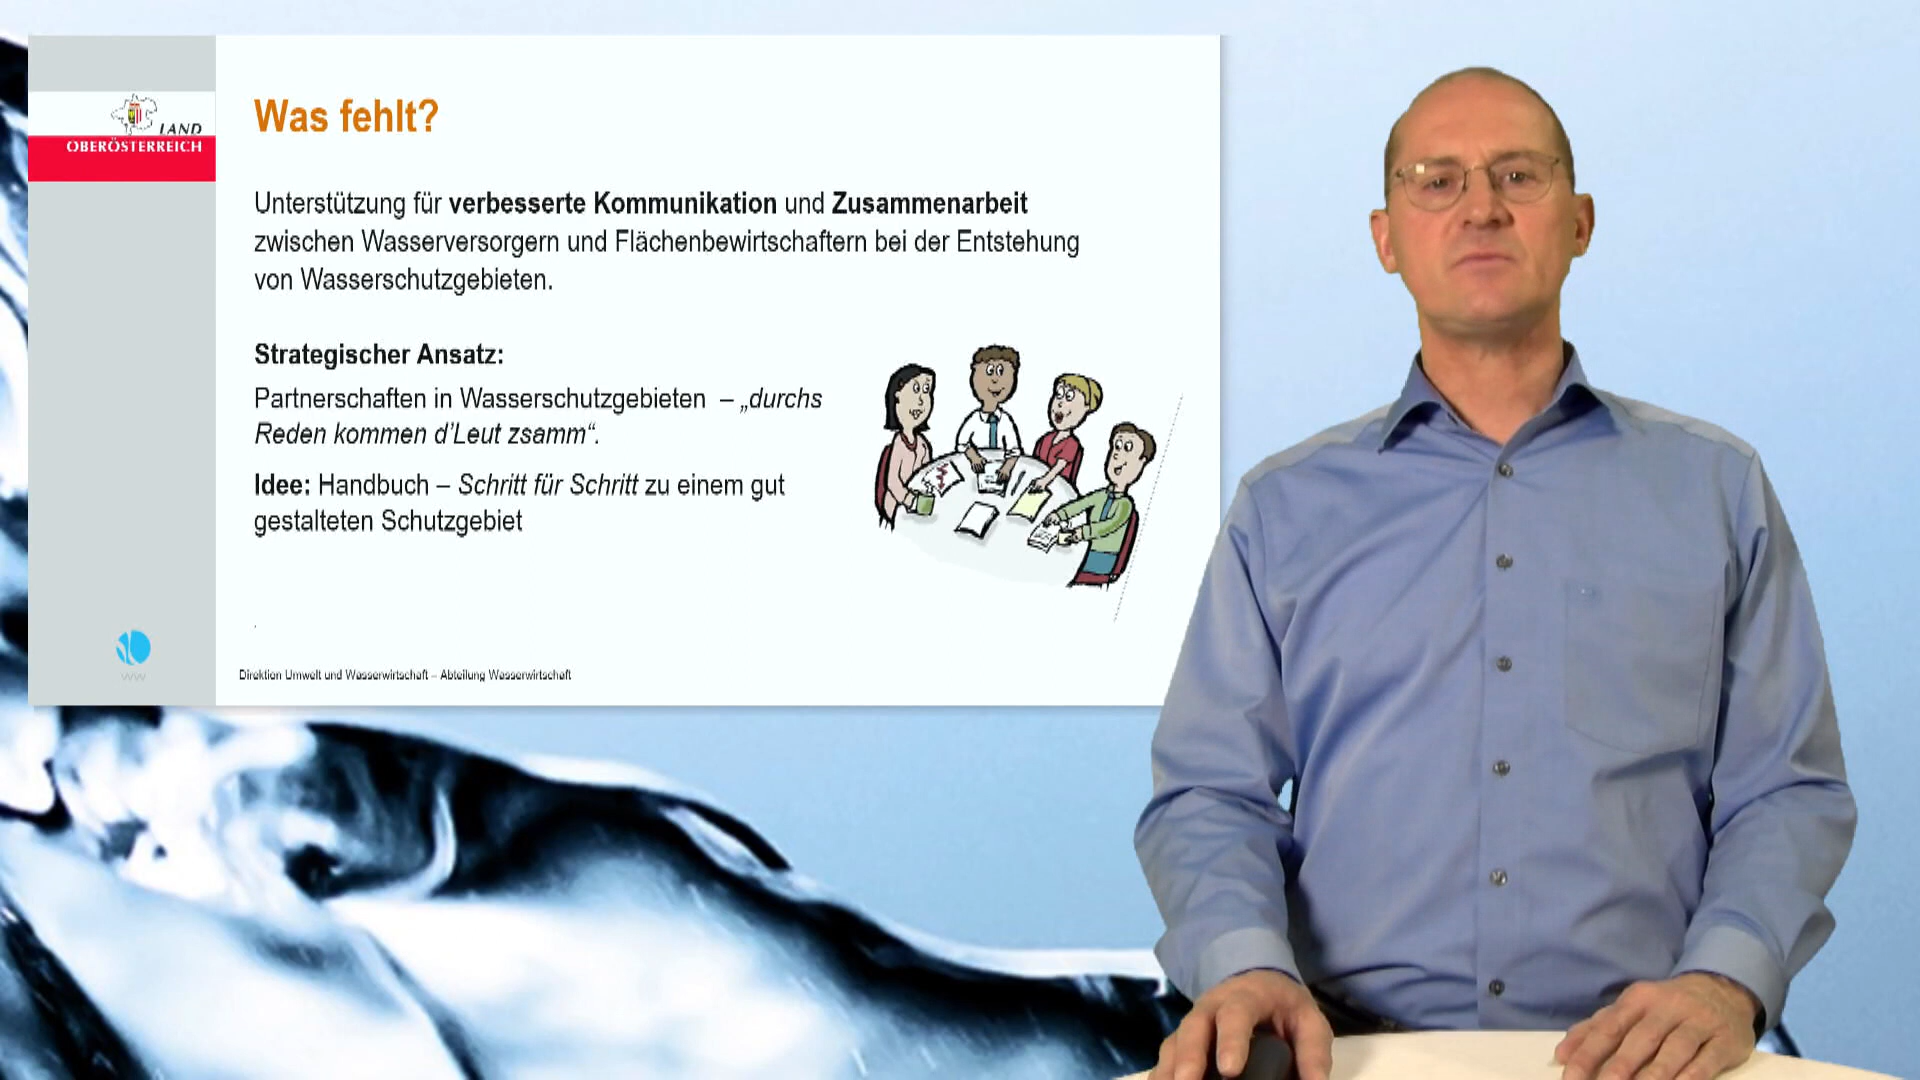 LAND
OBERÖSTERREICH
Was fehlt?
Unterstützung für verbesserte Kommunikation und Zusammenarbeit
zwischen Wasserversorgern und Flächenbewirtschaftern bei der Entstehung
von Wasserschutzgebieten.
Strategischer Ansatz:
Partnerschaften in Wasserschutzgebieten – „durchs
Reden kommen d'Leut zsamm“.
Idee: Handbuch – Schritt für Schritt zu einem gut
gestalteten Schutzgebiet
.
WW
Direktion Umwelt und Wasserwirtschaft – Abteilung Wasserwirtschaft